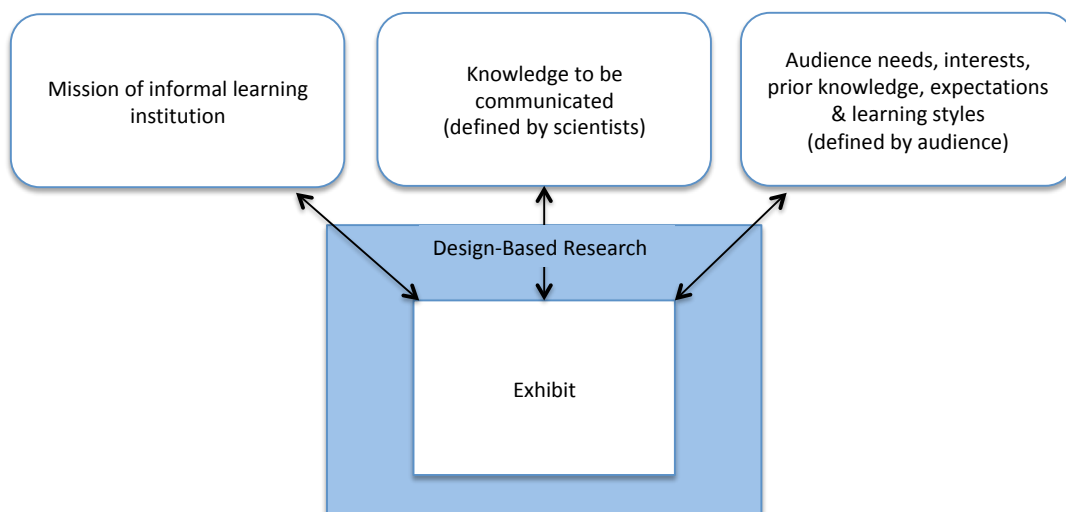 Mission of informal learning
institution
Knowledge to be
communicated
(defined by scientists)
Audience needs, interests,
prior knowledge, expectations
& learning styles
(defined by audience)
Design-Based Research
Exhibit